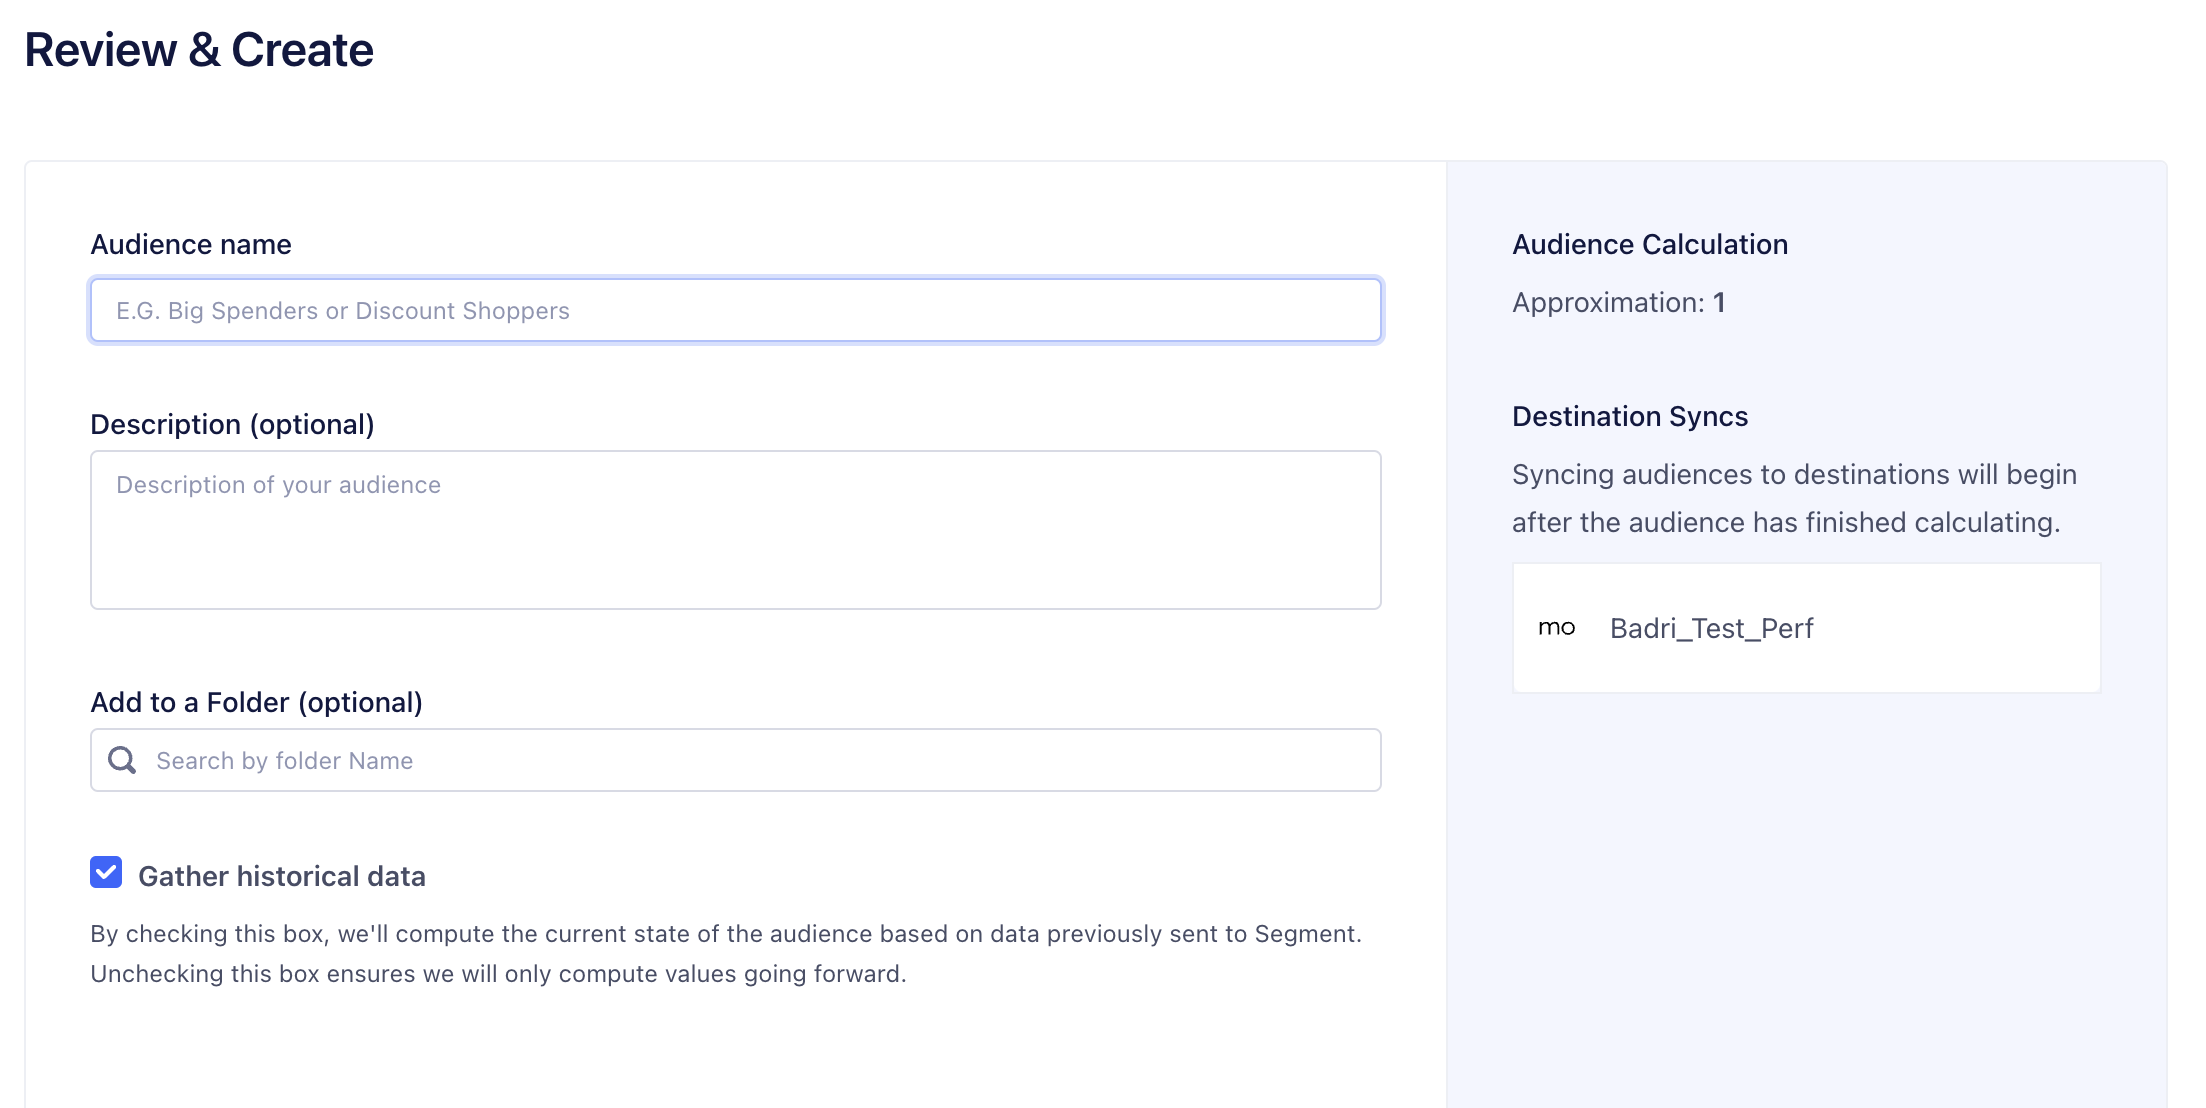 Review & Create
Audience name
E.G. Big Spenders or Discount Shoppers
Description (optional)
Description of your audience
Add to a Folder (optional)
Search by folder Name
Gather historical data
By checking this box, we'll compute the current state of the audience based on data previously sent to Segment.
Unchecking this box ensures we will only compute values going forward.
Audience Calculation
Approximation: 1
Destination Syncs
Syncing audiences to destinations will begin
after the audience has finished calculating.
mo Badri_Test_Perf